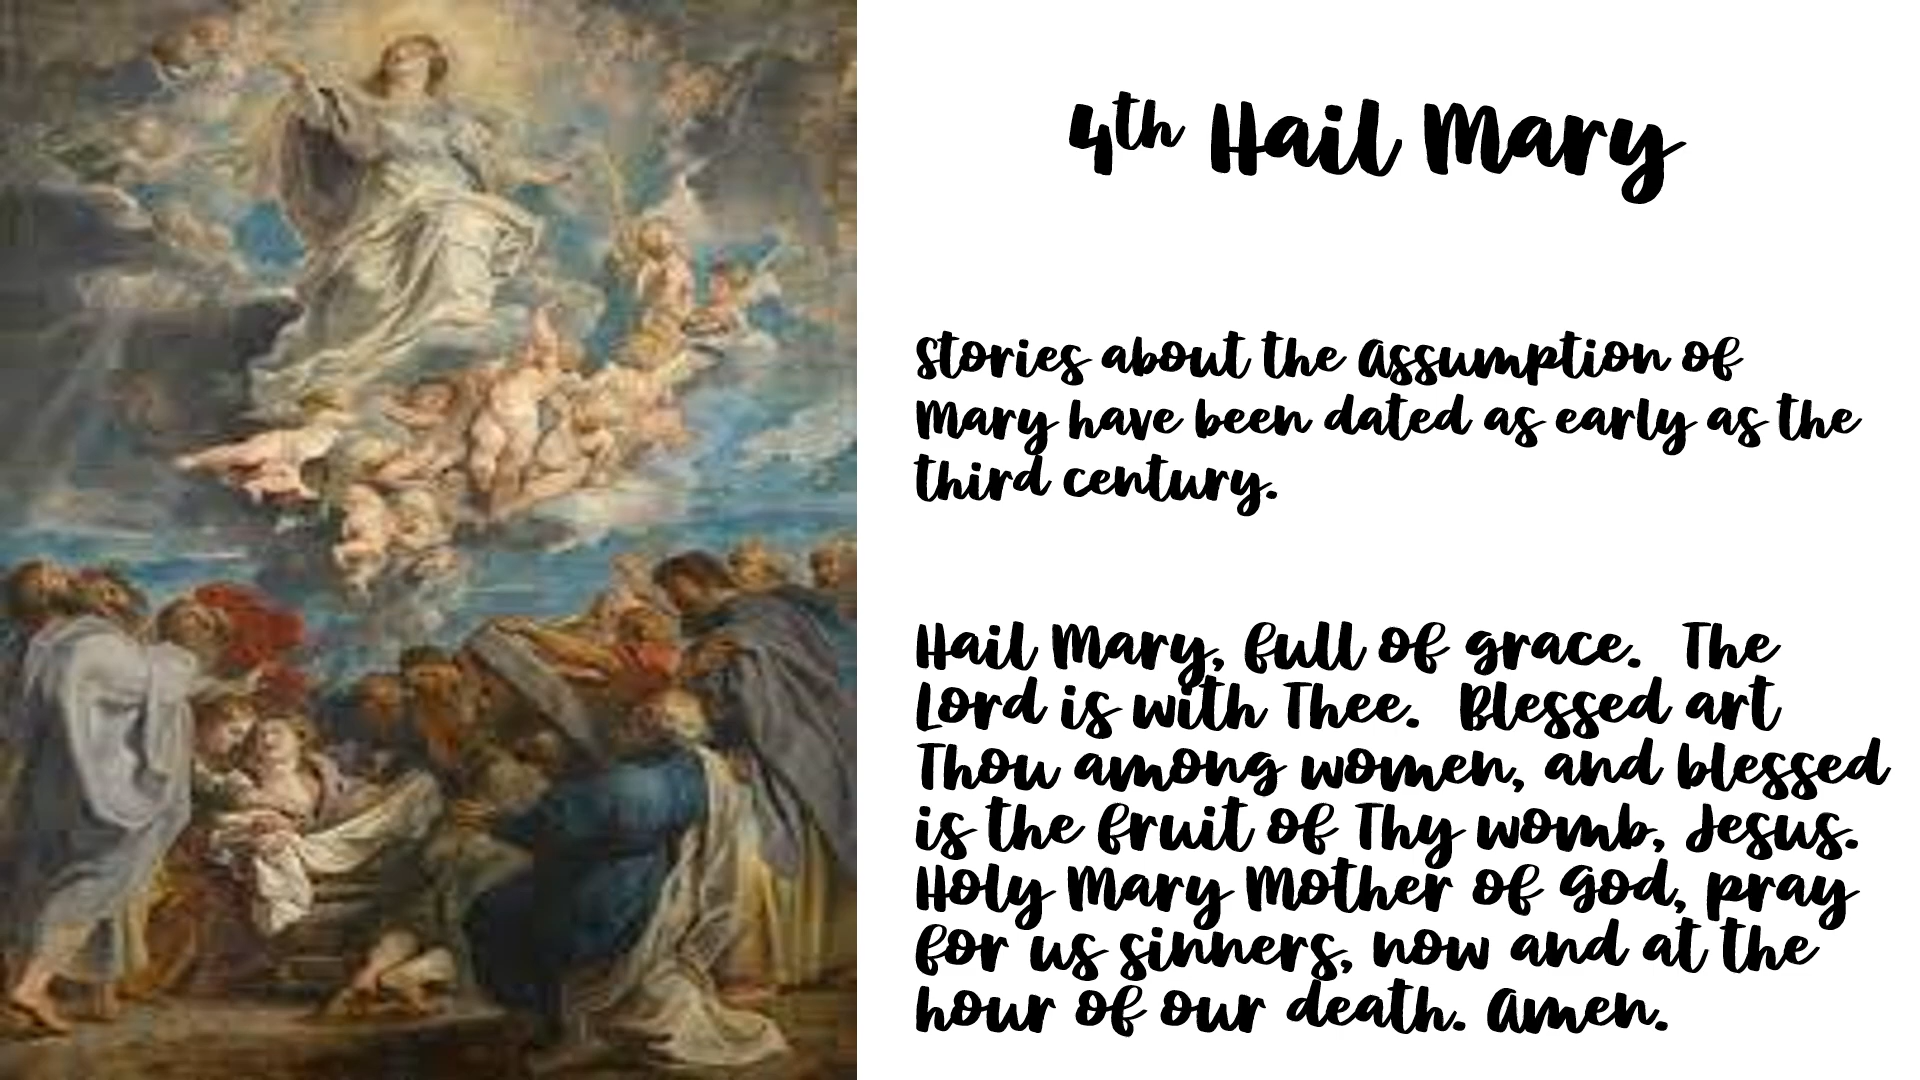 4th Hail Mary
Stories about the Assumption of
Mary have been dated as early as the
third century.
Hail Mary, full of grace. The
Lord is with Thee. Blessed art
Thou among women, and blessed
is the fruit of Thy womb, Jesus.
Holy Mary Mother of God, pray
for us sinners, now and at the
hour of our death. Amen.